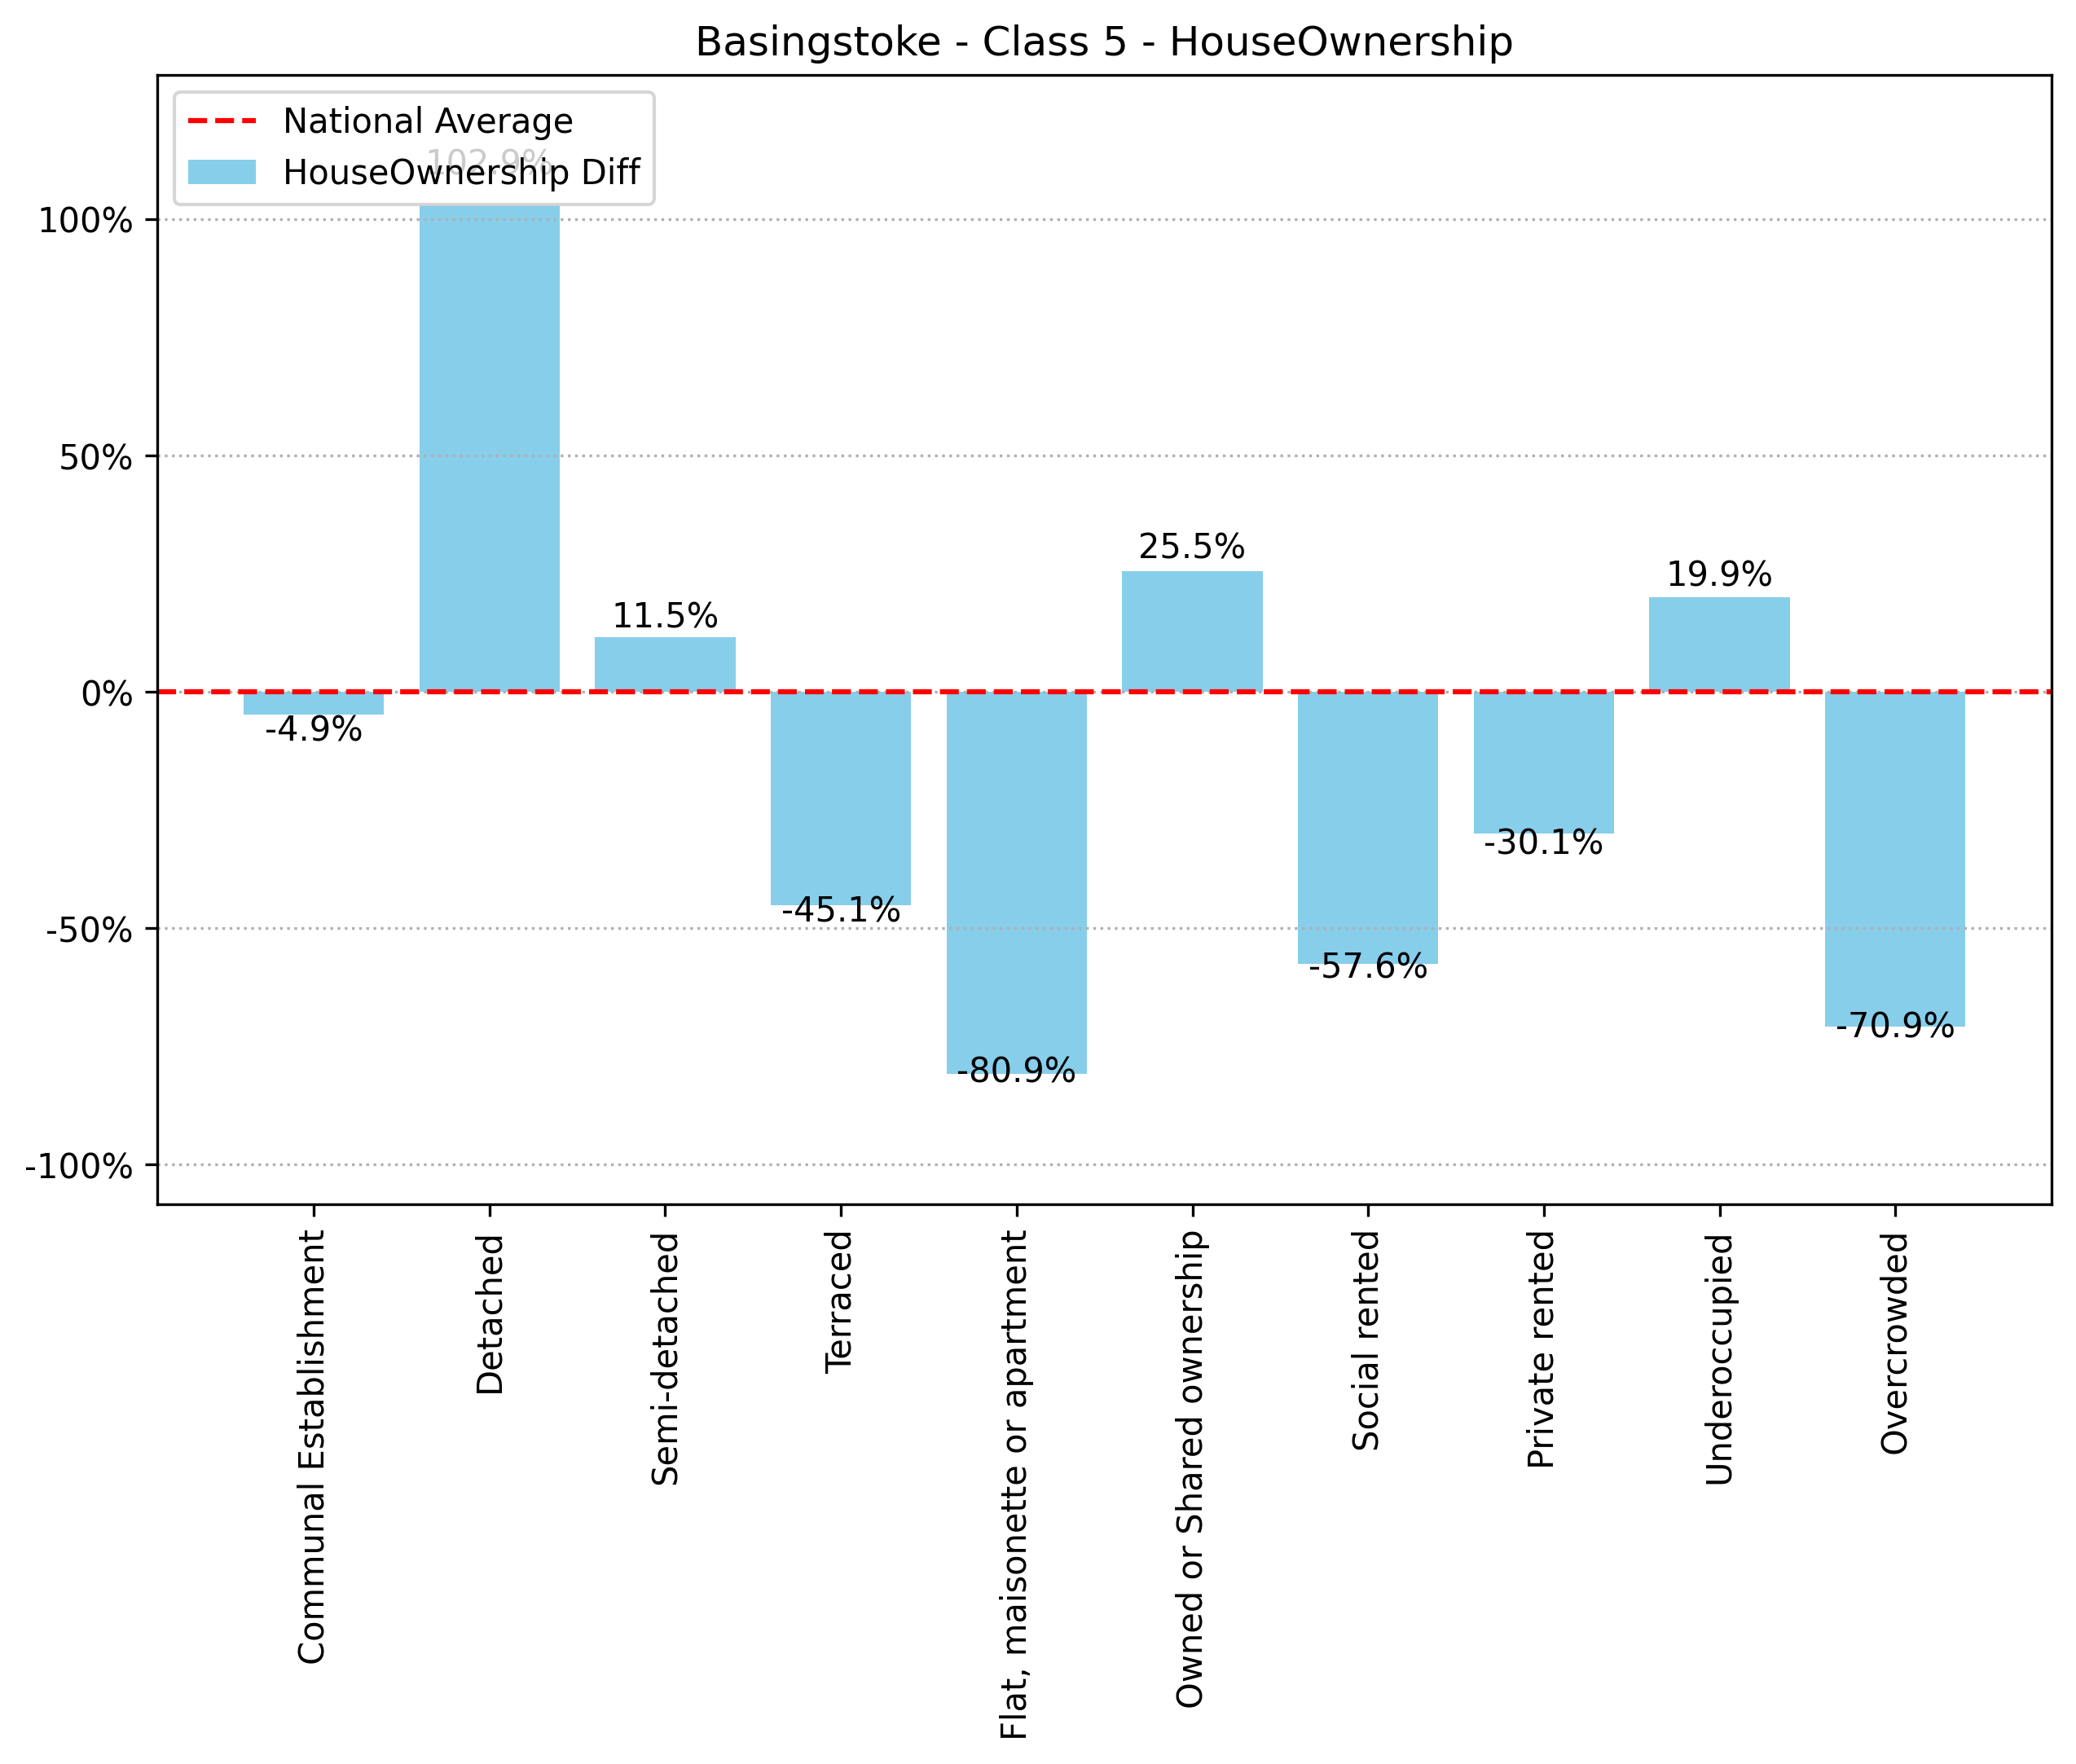 Basingstoke - Class 5 - HouseOwnership
National Average
HouseOwnership Diff
102.9%
100%
50%
0%
-50%
-100%
-4.9%
11.5%
-45.1%
-80.9%
25.5%
-57.6%
-30.1%
19.9%
-70.9%
Communal Establishment
Detached
Semi-detached
Terraced
Flat, maisonette or apartment
Owned or Shared ownership
Social rented
Private rented
Underoccupied
Overcrowded